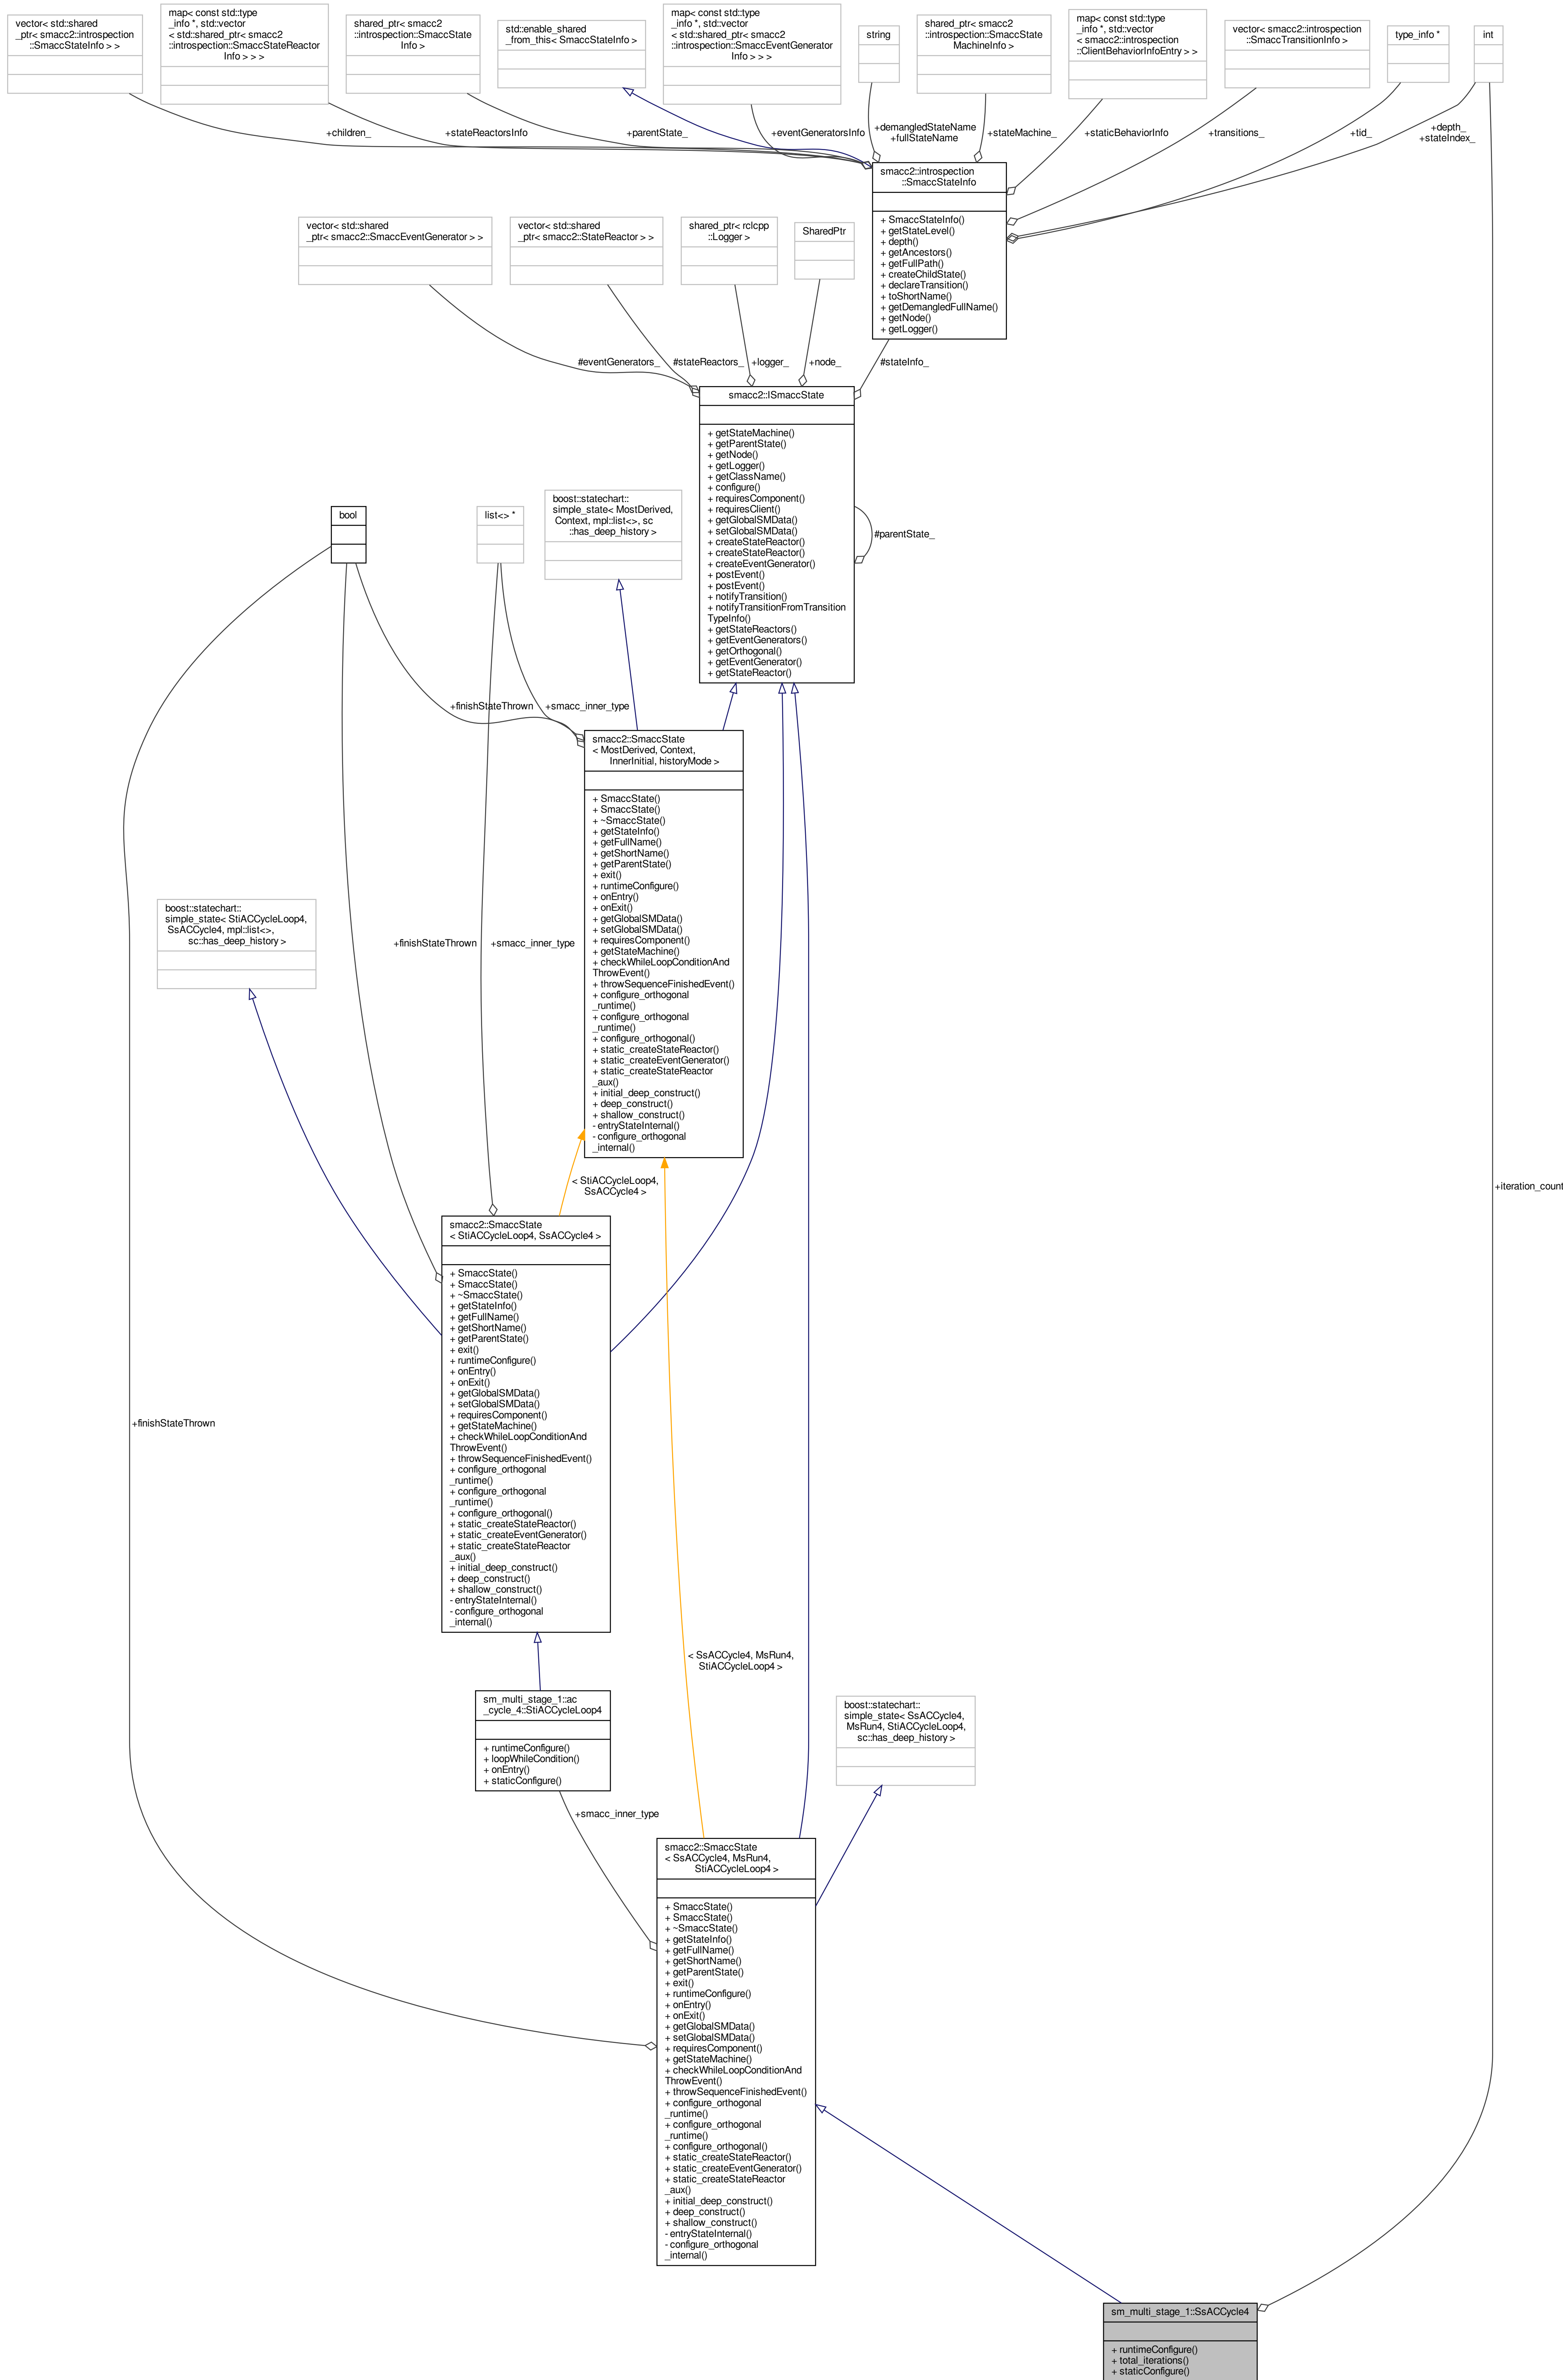 vector< std::shared
_ptr< smacc2::introspection
::SmaccStateInfo > >
map< const std::type
_info *, std::vector
< std::shared_ptr< smacc2
::introspection::SmaccStateReactor
Info > > >
shared_ptr< smacc2
::introspection::SmaccState
Info >
std::enable_shared
_from_this< SmaccStateInfo >
map< const std::type
_info *, std::vector
< std::shared_ptr< smacc2
::introspection::SmaccEventGenerator
Info > > >
string
shared_ptr< smacc2
::introspection::SmaccState
MachineInfo >
map< const std::type
_info *, std::vector
< smacc2::introspection
::ClientBehaviorInfoEntry > >
vector< smacc2::introspection
::SmaccTransitionInfo >
type_info *
int
+children_
+stateReactorsInfo
+parentState_
+eventGeneratorsInfo
+demangledStateName
+fullStateName
+stateMachine_
+staticBehaviorInfo
+transitions_
+tid_
+depth_
+stateIndex_
smacc2::introspection
::SmaccStateInfo
+ SmaccStateInfo()
+ getStateLevel()
+ depth()
+ getAncestors()
+ getFullPath()
+ createChildState()
+ declareTransition()
+ toShortName()
+ getDemangledFullName()
+ getNode()
+ getLogger()
vector< std::shared
_ptr< smacc2::SmaccEventGenerator > >
vector< std::shared
_ptr< smacc2::StateReactor > >
shared_ptr< rclcpp
::Logger >
SharedPtr
#eventGenerators_
#stateReactors_
+logger_
+node_
#stateInfo_
smacc2::ISmaccState
+ getStateMachine()
+ getParentState()
+ getNode()
+ getLogger()
+ getClassName()
+ configure()
+ requiresComponent()
+ requiresClient()
+ getGlobalSMData()
+ setGlobalSMData()
+ createStateReactor()
+ createStateReactor()
+ createEventGenerator()
+ postEvent()
+ postEvent()
+ notifyTransition()
+ notifyTransitionFromTransition
TypeInfo()
+ getStateReactors()
+ getEventGenerators()
+ getOrthogonal()
+ getEventGenerator()
+ getStateReactor()
#parentState_
bool
list<> *
boost::statechart::
simple_state< MostDerived,
Context, mpl::list<>, sc
::has_deep_history >
+finishStateThrown
+smacc_inner_type
smacc2::SmaccState
< MostDerived, Context,
InnerInitial, historyMode >
+ SmaccState()
+ SmaccState()
+ ~SmaccState()
+ getStateInfo()
+ getFullName()
+ getShortName()
+ getParentState()
+ exit()
+ runtimeConfigure()
+ onEntry()
+ onExit()
+ getGlobalSMData()
+ setGlobalSMData()
+ requiresComponent()
+ getStateMachine()
+ checkWhileLoopConditionAnd
ThrowEvent()
+ throwSequenceFinishedEvent()
+ configure_orthogonal
_runtime()
+ configure_orthogonal
_runtime()
+ configure_orthogonal()
+ static_createStateReactor()
+ static_createEventGenerator()
+ static_createStateReactor
_aux()
+ initial_deep_construct()
+ deep_construct()
+ shallow_construct()
- entryStateInternal()
- configure_orthogonal
_internal()
boost::statechart::
simple_state< StiACCycleLoop4,
SsACCycle4, mpl::list<>,
sc::has_deep_history >
+finishStateThrown
+smacc_inner_type
< StiACCycleLoop4,
SsACCycle4 >
+iteration_count
smacc2::SmaccState
< StiACCycleLoop4, SsACCycle4 >
+ SmaccState()
+ SmaccState()
+ ~SmaccState()
+ getStateInfo()
+ getFullName()
+ getShortName()
+ getParentState()
+ exit()
+ runtimeConfigure()
+ onEntry()
+ onExit()
+ getGlobalSMData()
+ setGlobalSMData()
+ requiresComponent()
+ getStateMachine()
+ checkWhileLoopConditionAnd
ThrowEvent()
+ throwSequenceFinishedEvent()
+ configure_orthogonal
_runtime()
+ configure_orthogonal
_runtime()
+ configure_orthogonal()
+ static_createStateReactor()
+ static_createEventGenerator()
+ static_createStateReactor
_aux()
+ initial_deep_construct()
+ deep_construct()
+ shallow_construct()
- entryStateInternal()
- configure_orthogonal
_internal()
+finishStateThrown
< SsACCycle4, MsRun4,
StiACCycleLoop4 >
sm_multi_stage_1::ac
_cycle_4::StiACCycleLoop4
+ runtimeConfigure()
+ loopWhileCondition()
+ onEntry()
+ staticConfigure()
boost::statechart::
simple_state< SsACCycle4,
MsRun4, StiACCycleLoop4,
sc::has_deep_history >
+smacc_inner_type
smacc2::SmaccState
< SsACCycle4, MsRun4,
StiACCycleLoop4 >
+ SmaccState()
+ SmaccState()
+ ~SmaccState()
+ getStateInfo()
+ getFullName()
+ getShortName()
+ getParentState()
+ exit()
+ runtimeConfigure()
+ onEntry()
+ onExit()
+ getGlobalSMData()
+ setGlobalSMData()
+ requiresComponent()
+ getStateMachine()
+ checkWhileLoopConditionAnd
ThrowEvent()
+ throwSequenceFinishedEvent()
+ configure_orthogonal
_runtime()
+ configure_orthogonal
_runtime()
+ configure_orthogonal()
+ static_createStateReactor()
+ static_createEventGenerator()
+ static_createStateReactor
_aux()
+ initial_deep_construct()
+ deep_construct()
+ shallow_construct()
- entryStateInternal()
- configure_orthogonal
_internal()
sm_multi_stage_1::SsACCycle4
+ runtimeConfigure()
+ total_iterations()
+ staticConfigure()